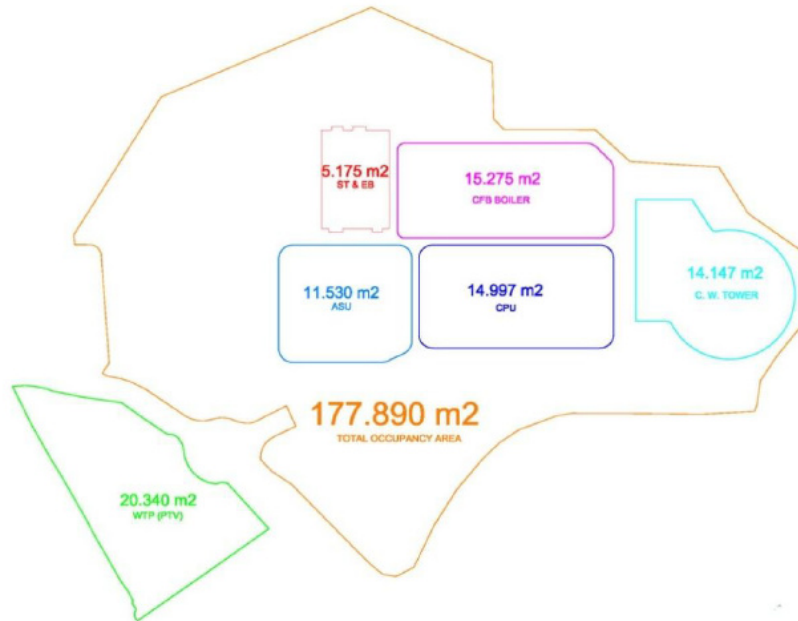 5.175 m2
ST & EB
15.275 m2
CFB BOILER
11.530 m2
ASU
14.997 m2
CPU
14.147 m2
C. W. TOWER
177.890 m2
TOTAL OCCUPANCY AREA
20.340 m2
WTP (PTV)